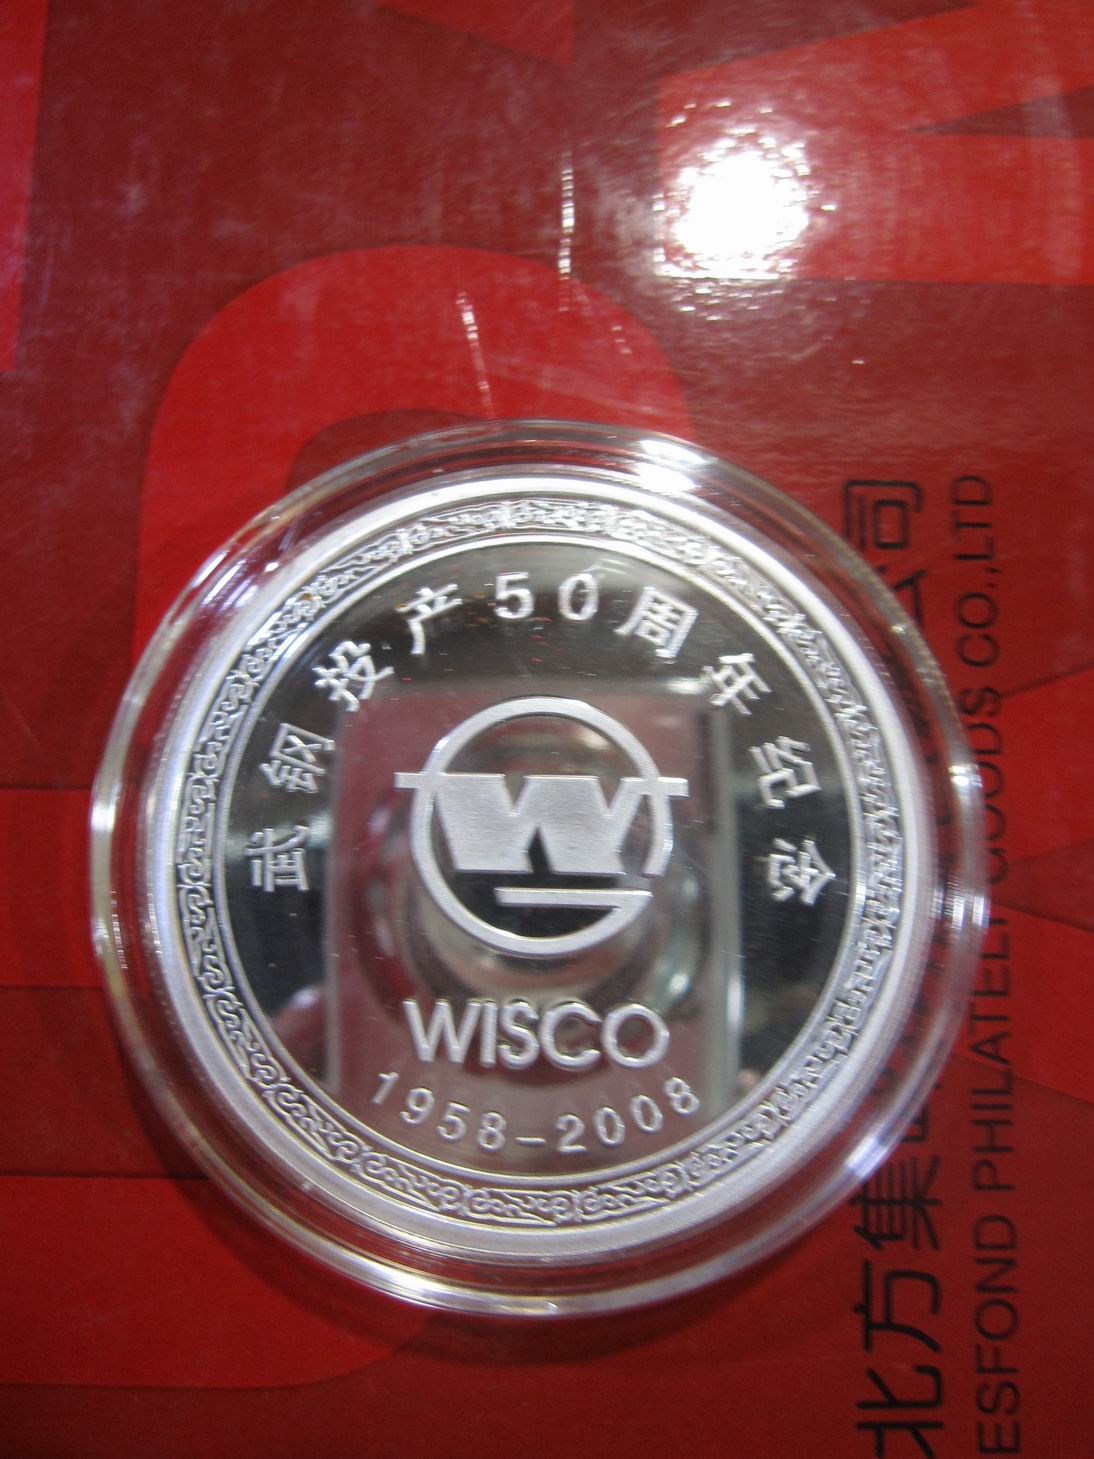 武钢投产50周年纪念
WISCO
1958-2008
北方集
司
ESFOND PHILATELI GOODS CO.,LTD